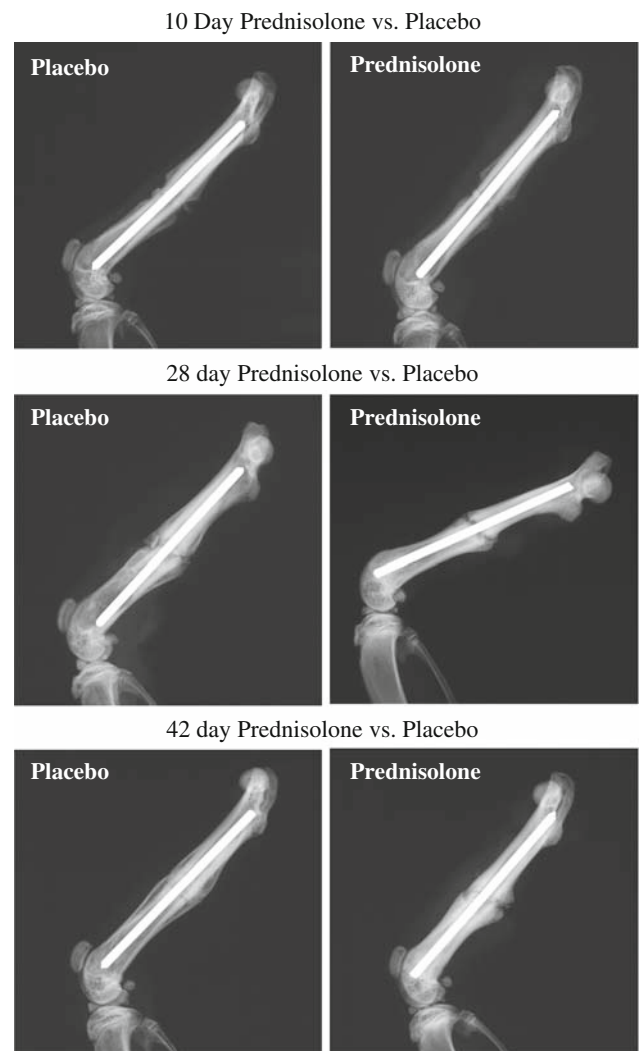 10 Day Prednisolone vs. Placebo
Placebo
Prednisolone
28 day Prednisolone vs. Placebo
Placebo
Prednisolone
42 day Prednisolone vs. Placebo
Placebo
Prednisolone